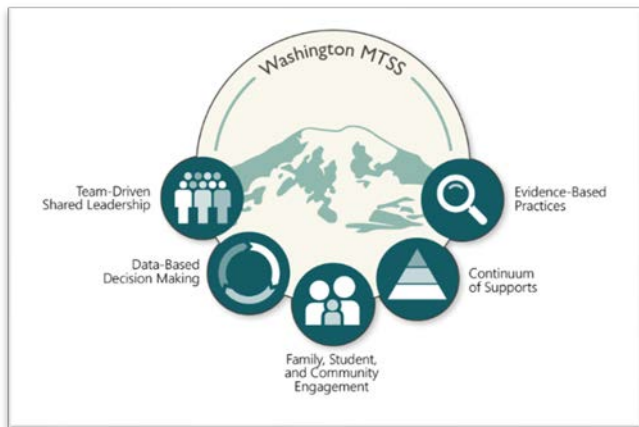 Washington MTSS
Team-Driven
Shared Leadership
Evidence-Based
Practices
Data-Based
Decision Making
Continuum
of Supports
Family, Student,
and Community
Engagement